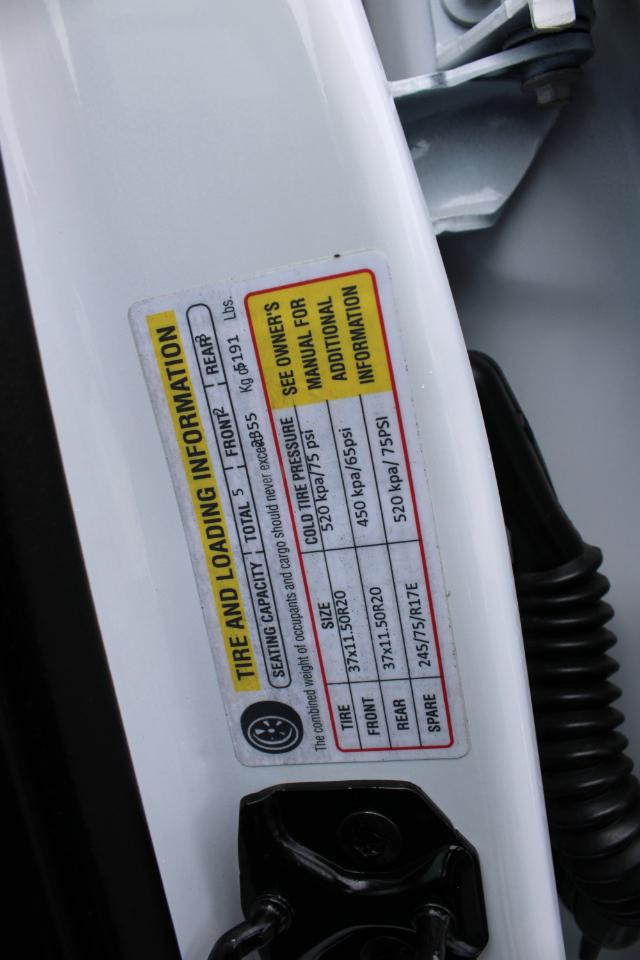 TIRE AND LOADING INFORMATION
SEATING CAPACITY | TOTAL 5 | FRONT 2 | REAR 3
The combined weight of occupants and cargo should never exceed 2355 Kg or 5191 Lbs.
TIRE SIZE COLD TIRE PRESSURE
FRONT 37x11.50R20 520 kpa/75 psi
REAR 37x11.50R20 450 kpa/65psi
SPARE 245/75/R17E 520 kpa/ 75PSI
SEE OWNER'S
MANUAL FOR
ADDITIONAL
INFORMATION